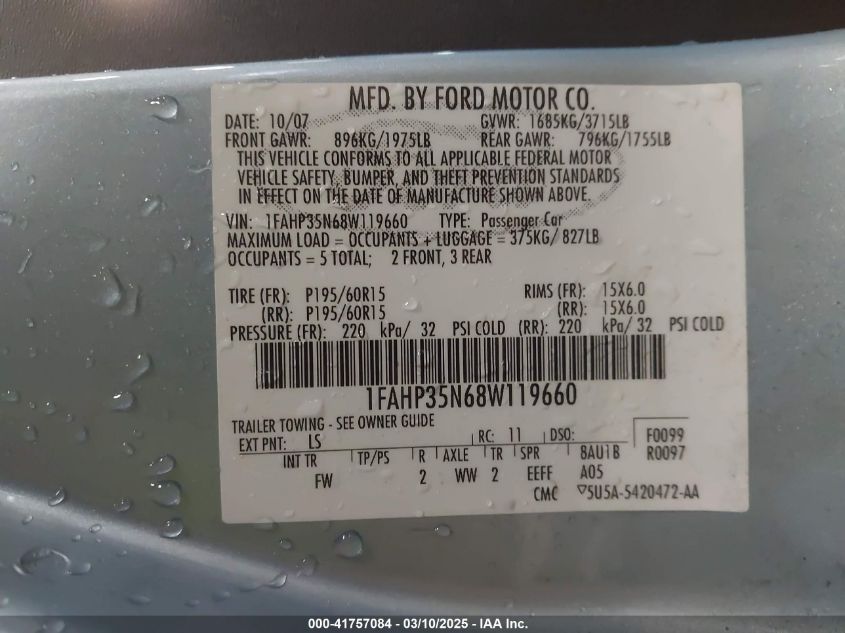 MFD. BY FORD MOTOR CO.
DATE: 10/07 GVWR: 1685KG/3715LB
FRONT GAWR: 896KG/1975LB REAR GAWR: 796KG/1755LB
THIS VEHICLE CONFORMS TO ALL APPLICABLE FEDERAL MOTOR
VEHICLE SAFETY, BUMPER, AND THEFT PREVENTION STANDARDS
IN EFFECT ON THE DATE OF MANUFACTURE SHOWN ABOVE.
VIN: 1FAHP35N68W119660 TYPE: Passenger Car
MAXIMUM LOAD = OCCUPANTS + LUGGAGE = 375KG/ 827LB
OCCUPANTS = 5 TOTAL; 2 FRONT, 3 REAR
TIRE (FR): P195/60R15 RIMS (FR): 15X6.0
(RR): P195/60R15 (RR): 15X6.0
PRESSURE (FR): 220 kPa/ 32 PSI COLD (RR): 220 kPa/ 32 PSI COLD
1FAHP35N68W119660
TRAILER TOWING - SEE OWNER GUIDE
EXT PNT: LS RC: 11 DSO: F0099
INT TR TP/PS R AXLE TR SPR 8AU1B R0097
FW 2 WW 2 EEFF A05
CMC ▽5U5A-5420472-AA
000-41757084 — 03/10/2025 — IAA Inc.